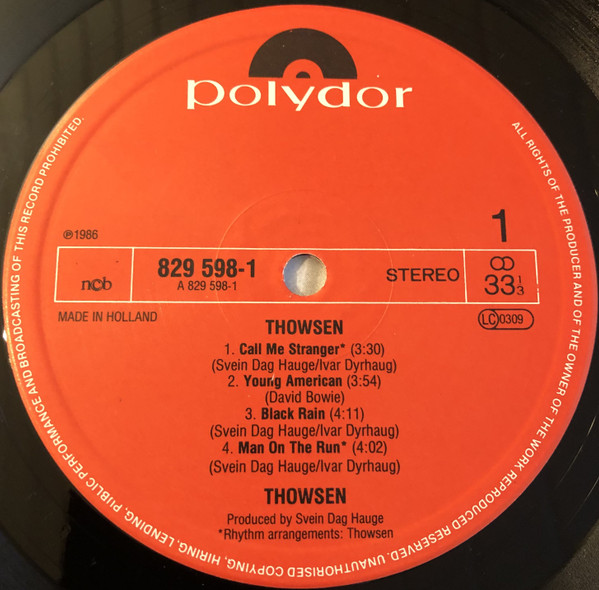 polydor
ALL RIGHTS OF THE PRODUCER AND OF THE OWNER OF THE WORK REPRODUCED RESERVED. UNAUTHORISED COPYING, HIRING, LENDING, PUBLIC PERFORMANCE AND BROADCASTING OF THIS RECORD PROHIBITED.
℗1986
1
ncb
829 598-1
A 829 598-1
STEREO
33 1/3
MADE IN HOLLAND
LC 0309
THOWSEN
1. Call Me Stranger* (3:30)
(Svein Dag Hauge/Ivar Dyrhaug)
2. Young American (3:54)
(David Bowie)
3. Black Rain (4:11)
(Svein Dag Hauge/Ivar Dyrhaug)
4. Man On The Run* (4:02)
(Svein Dag Hauge/Ivar Dyrhaug)
THOWSEN
Produced by Svein Dag Hauge
*Rhythm arrangements: Thowsen